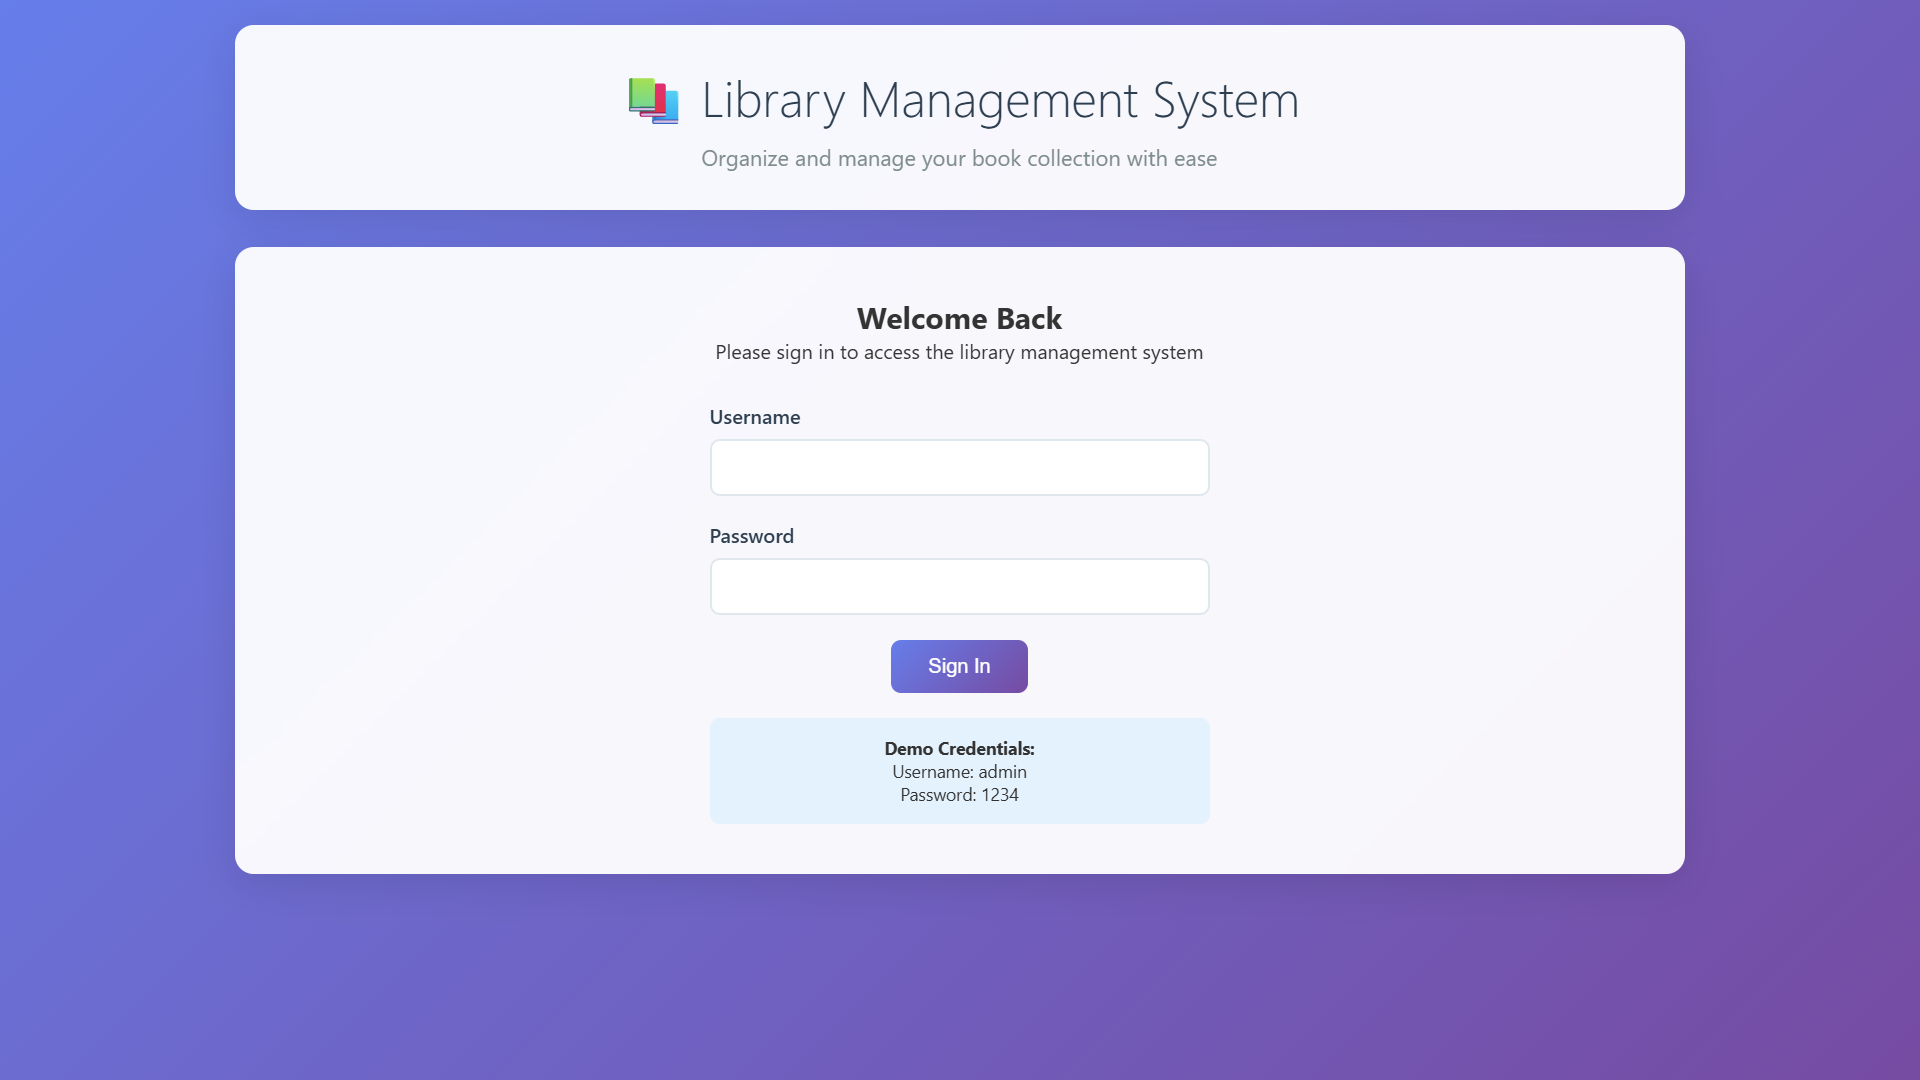 Library Management System
Organize and manage your book collection with ease
Welcome Back
Please sign in to access the library management system
Username
Password
Sign In
Demo Credentials:
Username: admin
Password: 1234